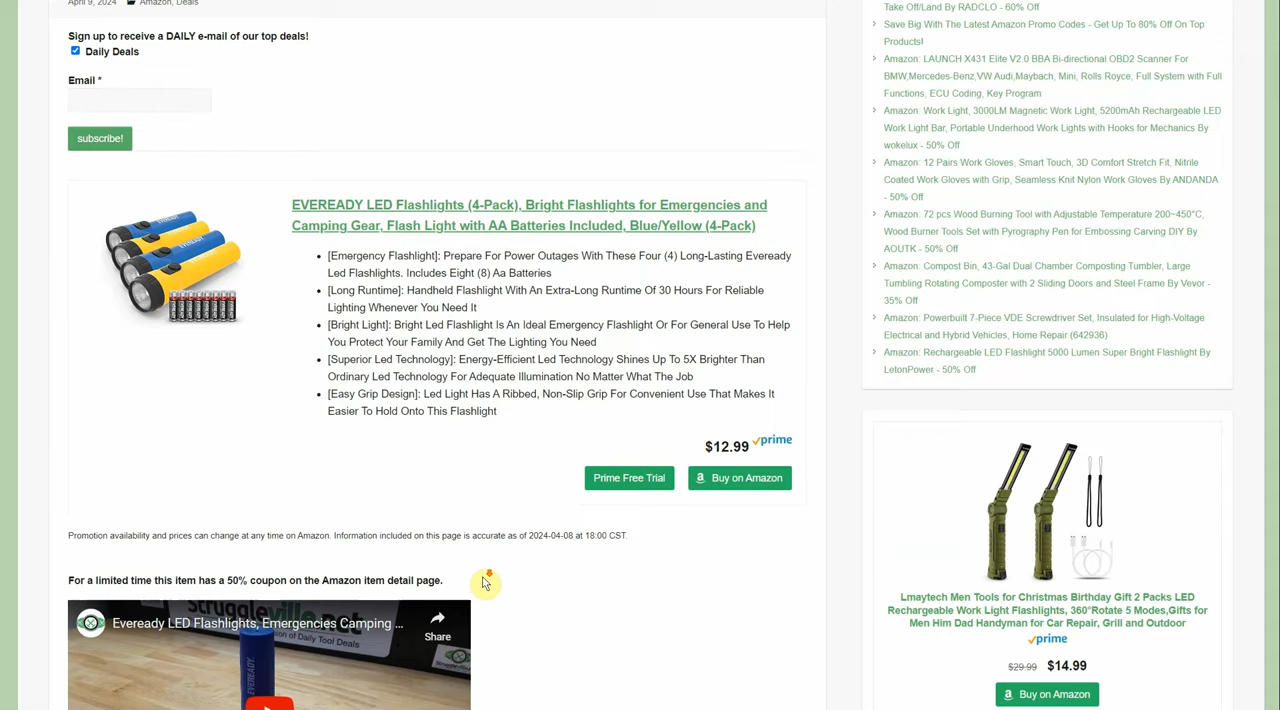 April 9, 2024 Amazon, Deals
Sign up to receive a DAILY e-mail of our top deals!
Daily Deals
Email *
subscribe!
EVEREADY LED Flashlights (4-Pack), Bright Flashlights for Emergencies and
Camping Gear, Flash Light with AA Batteries Included, Blue/Yellow (4-Pack)
[Emergency Flashlight]: Prepare For Power Outages With These Four (4) Long-Lasting Eveready
Led Flashlights. Includes Eight (8) Aa Batteries
[Long Runtime]: Handheld Flashlight With An Extra-Long Runtime Of 30 Hours For Reliable
Lighting Whenever You Need It
[Bright Light]: Bright Led Flashlight Is An Ideal Emergency Flashlight Or For General Use To Help
You Protect Your Family And Get The Lighting You Need
[Superior Led Technology]: Energy-Efficient Led Technology Shines Up To 5X Brighter Than
Ordinary Led Technology For Adequate Illumination No Matter What The Job
[Easy Grip Design]: Led Light Has A Ribbed, Non-Slip Grip For Convenient Use That Makes It
Easier To Hold Onto This Flashlight
$12.99 prime
Prime Free Trial
Buy on Amazon
Promotion availability and prices can change at any time on Amazon. Information included on this page is accurate as of 2024-04-08 at 18:00 CST.
For a limited time this item has a 50% coupon on the Amazon item detail page.
Struggleville.net
Eveready LED Flashlights, Emergencies Camping ...
Share
sion of Daily Tool Deals
EVEREADY
Take Off/Land By RADCLO - 60% Off
Save Big With The Latest Amazon Promo Codes - Get Up To 80% Off On Top
Products!
Amazon: LAUNCH X431 Elite V2.0 BBA Bi-directional OBD2 Scanner For
BMW,Mercedes-Benz,VW Audi,Maybach, Mini, Rolls Royce, Full System with Full
Functions, ECU Coding, Key Program
Amazon: Work Light, 3000LM Magnetic Work Light, 5200mAh Rechargeable LED
Work Light Bar, Portable Underhood Work Lights with Hooks for Mechanics By
wokelux - 50% Off
Amazon: 12 Pairs Work Gloves, Smart Touch, 3D Comfort Stretch Fit, Nitrile
Coated Work Gloves with Grip, Seamless Knit Nylon Work Gloves By ANDANDA
- 50% Off
Amazon: 72 pcs Wood Burning Tool with Adjustable Temperature 200~450°C,
Wood Burner Tools Set with Pyrography Pen for Embossing Carving DIY By
AOUTK - 50% Off
Amazon: Compost Bin, 43-Gal Dual Chamber Composting Tumbler, Large
Tumbling Rotating Composter with 2 Sliding Doors and Steel Frame By Vevor -
35% Off
Amazon: Powerbuilt 7-Piece VDE Screwdriver Set, Insulated for High-Voltage
Electrical and Hybrid Vehicles, Home Repair (642936)
Amazon: Rechargeable LED Flashlight 5000 Lumen Super Bright Flashlight By
LetonPower - 50% Off
Lmaytech Men Tools for Christmas Birthday Gift 2 Packs LED
Rechargeable Work Light Flashlights, 360°Rotate 5 Modes,Gifts for
Men Him Dad Handyman for Car Repair, Grill and Outdoor
prime
$29.99 $14.99
Buy on Amazon